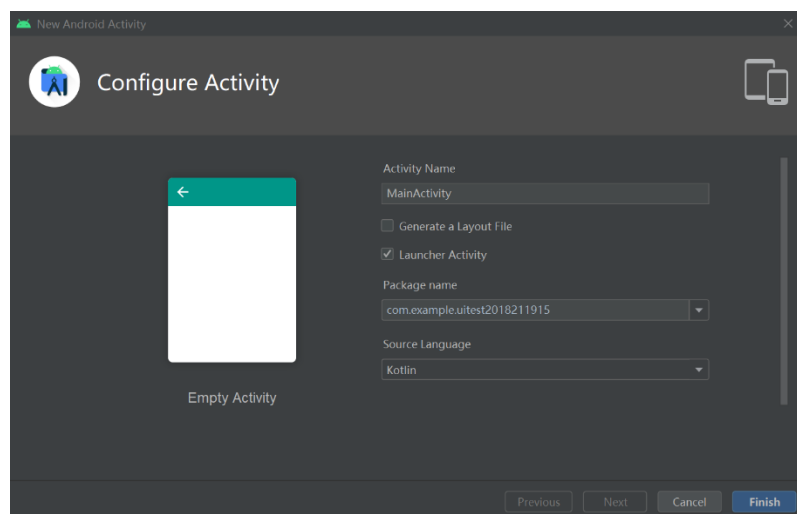 New Android Activity
Configure Activity
Activity Name
MainActivity
Generate a Layout File
Launcher Activity
Package name
com.example.uitest2018211915
Source Language
Kotlin
Empty Activity
Previous
Next
Cancel
Finish